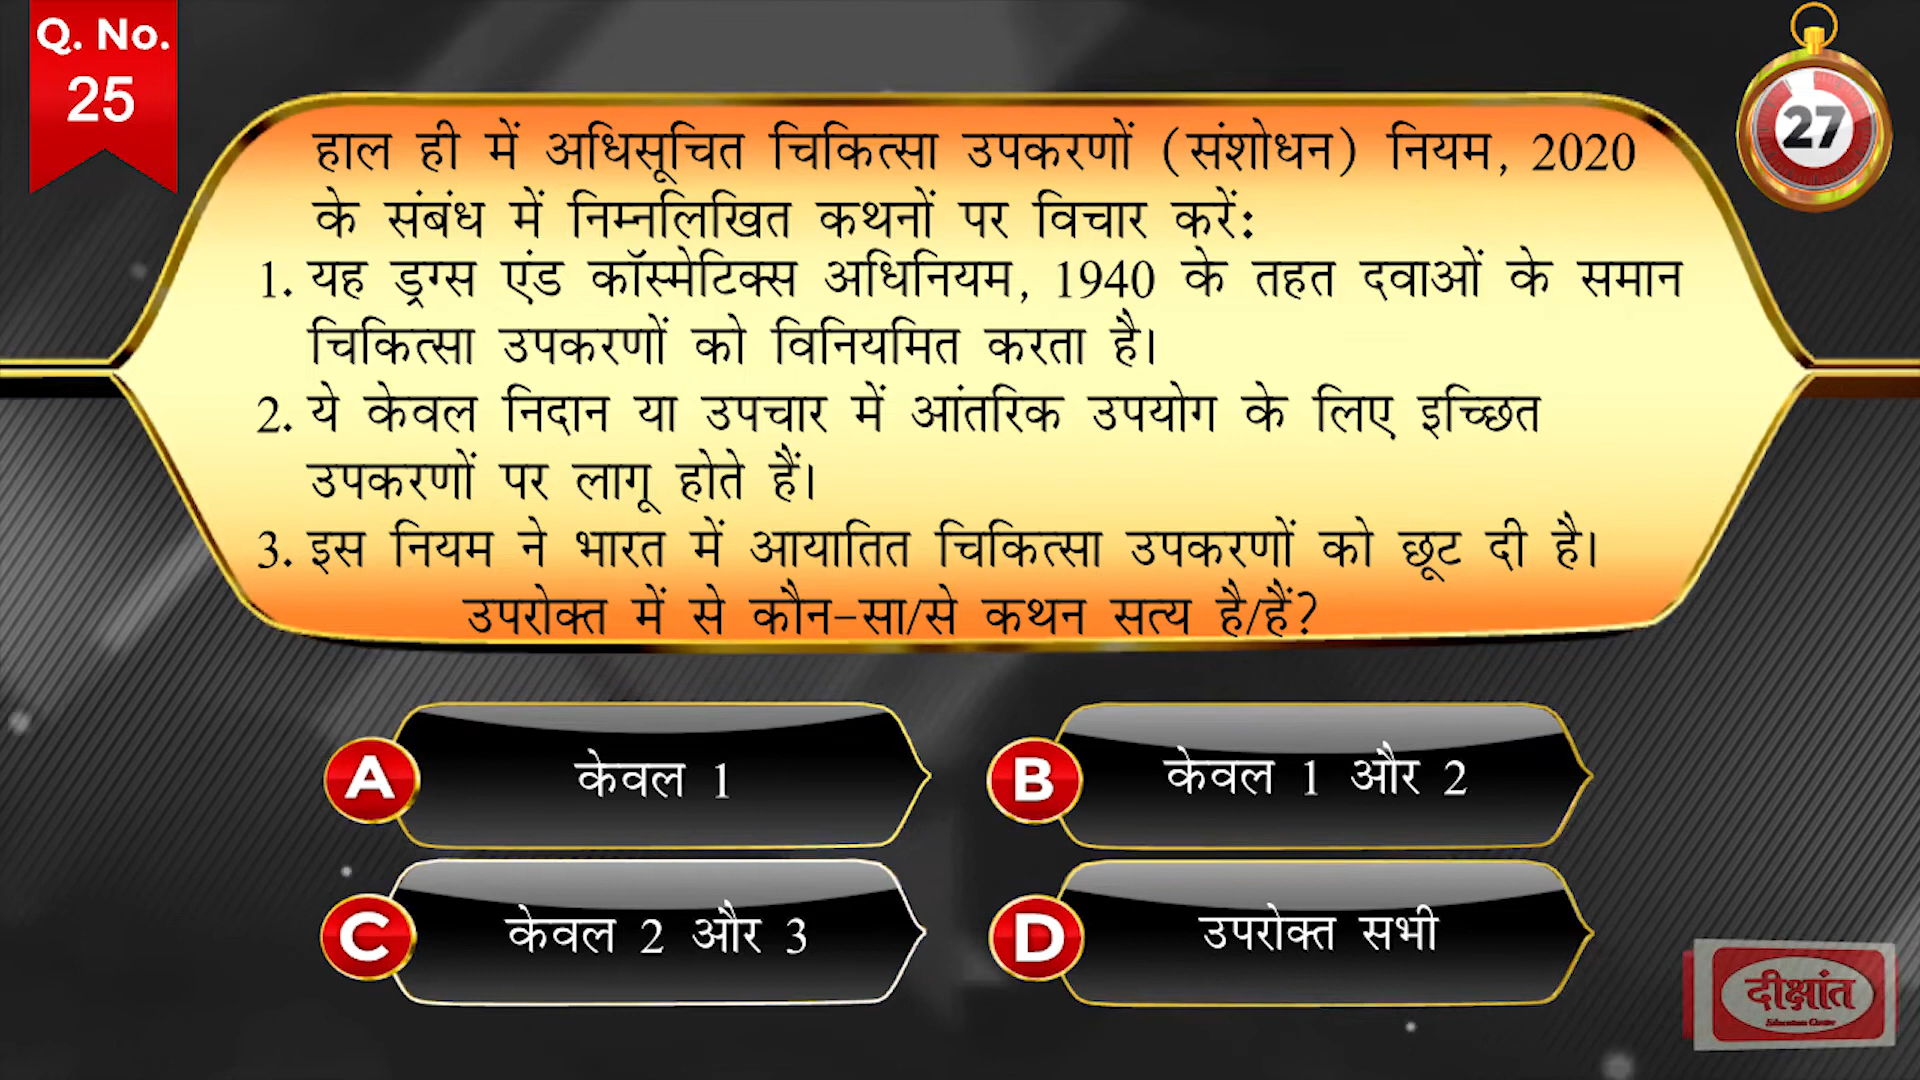 Q. No.
25
27
हाल ही में अधिसूचित चिकित्सा उपकरणों (संशोधन) नियम, 2020
के संबंध में निम्नलिखित कथनों पर विचार करें:
1. यह ड्रग्स एंड कॉस्मेटिक्स अधिनियम, 1940 के तहत दवाओं के समान
चिकित्सा उपकरणों को विनियमित करता है।
2. ये केवल निदान या उपचार में आंतरिक उपयोग के लिए इच्छित
उपकरणों पर लागू होते हैं।
3. इस नियम ने भारत में आयातित चिकित्सा उपकरणों को छूट दी है।
उपरोक्त में से कौन-सा/से कथन सत्य है/हैं?
A केवल 1
B केवल 1 और 2
C केवल 2 और 3
D उपरोक्त सभी
दीक्षांत
Education Centre